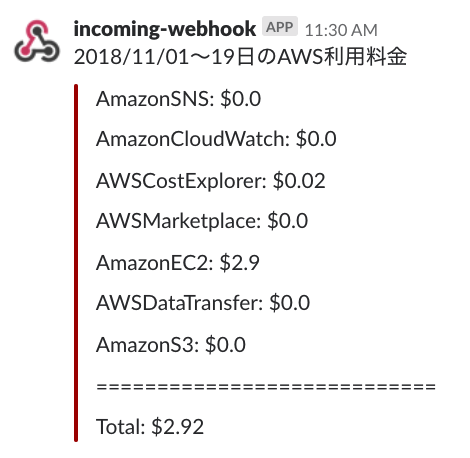 incoming-webhook APP 11:30 AM
2018/11/01〜19日のAWS利用料金
AmazonSNS: $0.0
AmazonCloudWatch: $0.0
AWSCostExplorer: $0.02
AWSMarketplace: $0.0
AmazonEC2: $2.9
AWSDataTransfer: $0.0
AmazonS3: $0.0
============================
Total: $2.92